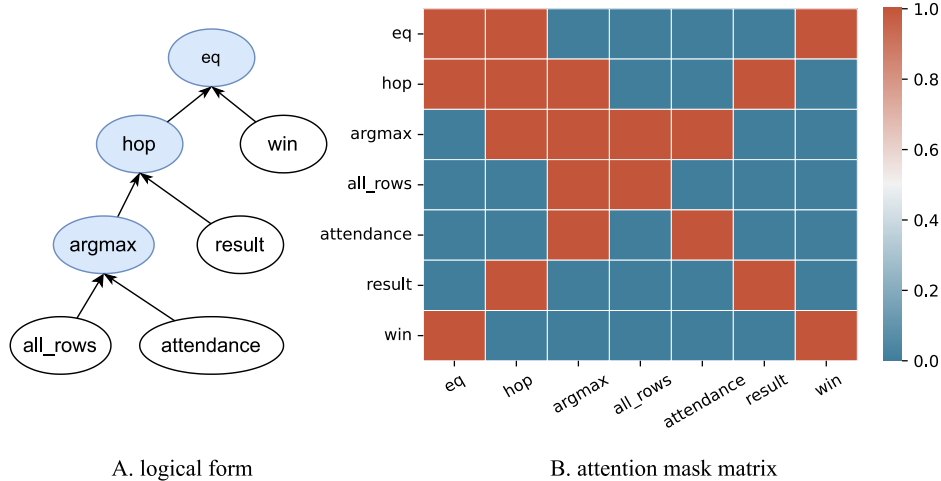 eq
hop
win
argmax
result
all_rows
attendance
A. logical form
eq
hop
argmax
all_rows
attendance
result
win
eq
hop
argmax
all_rows
attendance
result
win
1.0
0.8
0.6
0.4
0.2
0.0
B. attention mask matrix